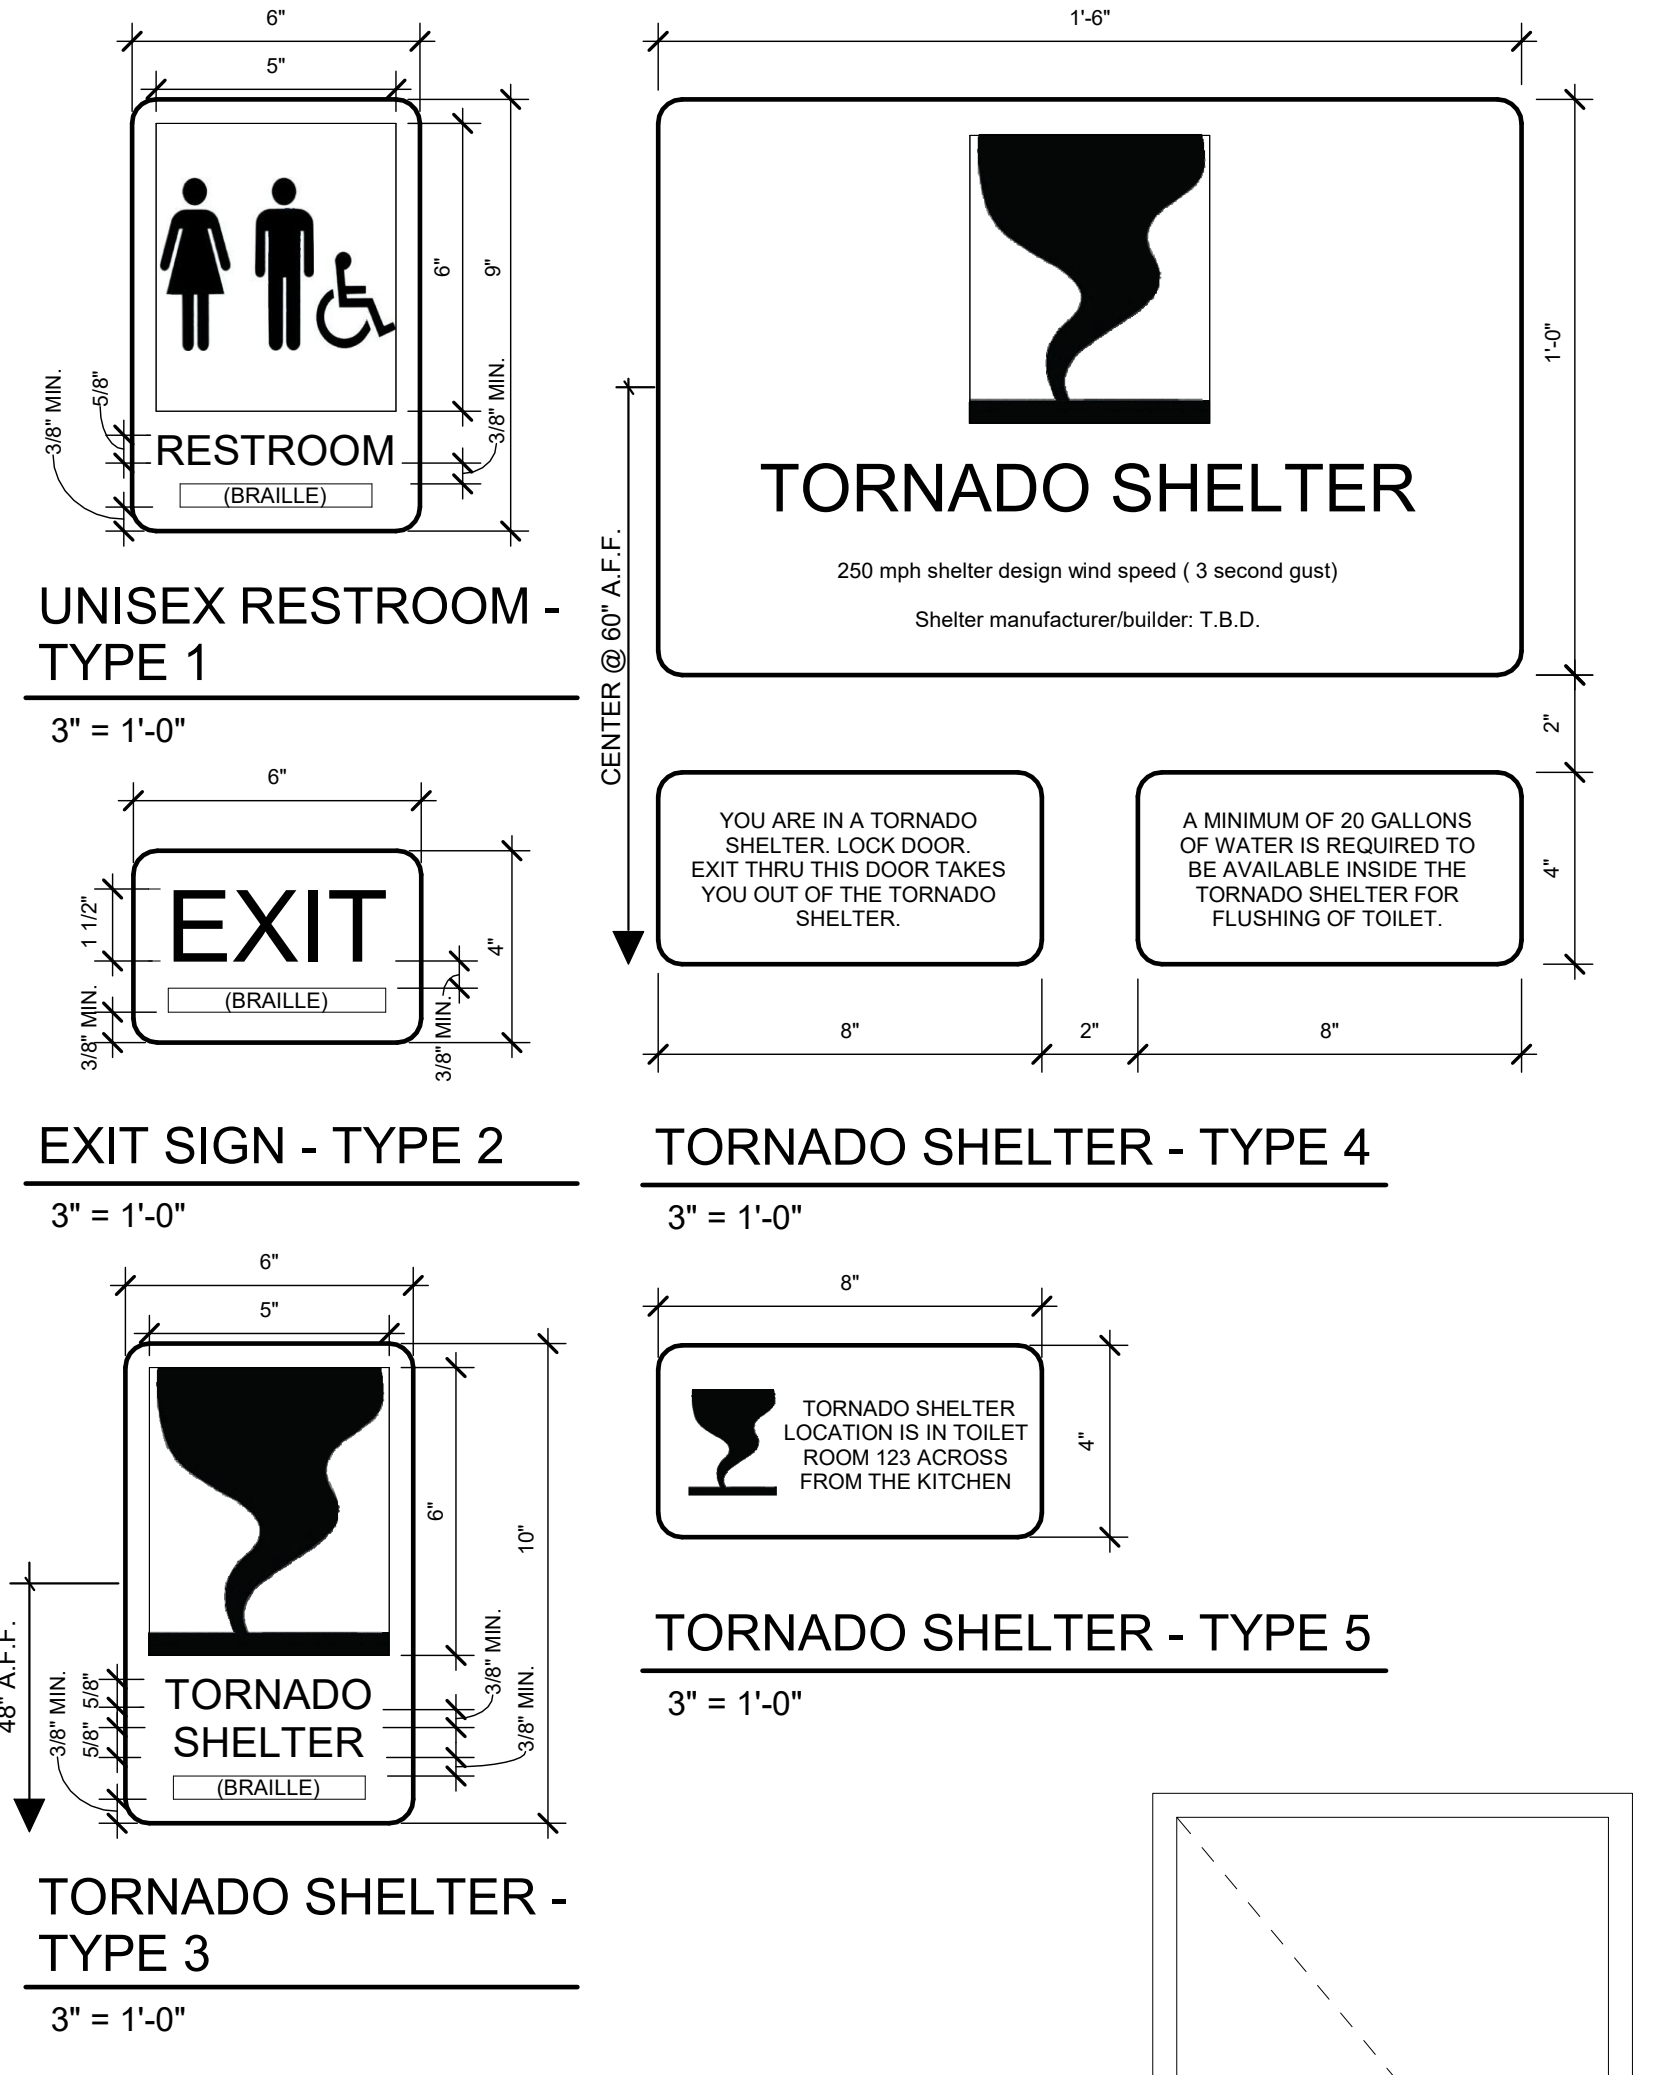 6"
5"
6"
9"
3/8" MIN.
5/8"
3/8" MIN.
RESTROOM
(BRAILLE)
UNISEX RESTROOM -
TYPE 1
3" = 1'-0"
6"
1 1/2"
4"
EXIT
(BRAILLE)
3/8" MIN.
3/8" MIN.
EXIT SIGN - TYPE 2
3" = 1'-0"
6"
5"
6"
10"
48" A.F.F.
3/8" MIN.
5/8"
5/8"
3/8" MIN.
3/8" MIN.
TORNADO
SHELTER
(BRAILLE)
TORNADO SHELTER -
TYPE 3
3" = 1'-0"
1'-6"
1'-0"
TORNADO SHELTER
250 mph shelter design wind speed ( 3 second gust)
Shelter manufacturer/builder: T.B.D.
CENTER @ 60" A.F.F.
2"
YOU ARE IN A TORNADO
SHELTER. LOCK DOOR.
EXIT THRU THIS DOOR TAKES
YOU OUT OF THE TORNADO
SHELTER.
A MINIMUM OF 20 GALLONS
OF WATER IS REQUIRED TO
BE AVAILABLE INSIDE THE
TORNADO SHELTER FOR
FLUSHING OF TOILET.
4"
8"
2"
8"
TORNADO SHELTER - TYPE 4
3" = 1'-0"
8"
TORNADO SHELTER
LOCATION IS IN TOILET
ROOM 123 ACROSS
FROM THE KITCHEN
4"
TORNADO SHELTER - TYPE 5
3" = 1'-0"